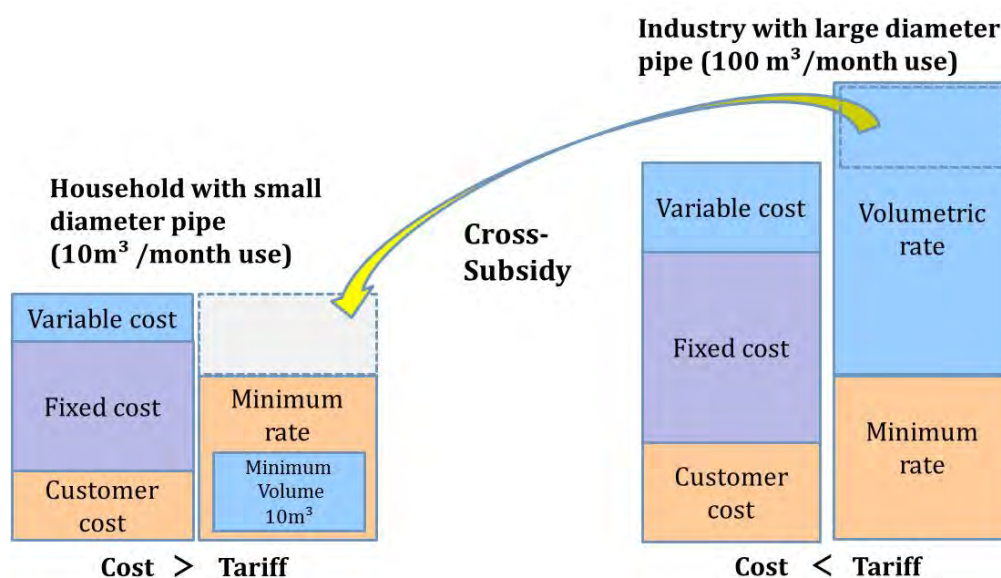 Industry with large diameter
pipe (100 m³/month use)
Household with small
diameter pipe
(10m³ /month use)
Cross-
Subsidy
Variable cost
Fixed cost
Customer
cost
Minimum
rate
Minimum
Volume
10m³
Cost > Tariff
Variable cost
Fixed cost
Customer
cost
Volumetric
rate
Minimum
rate
Cost < Tariff